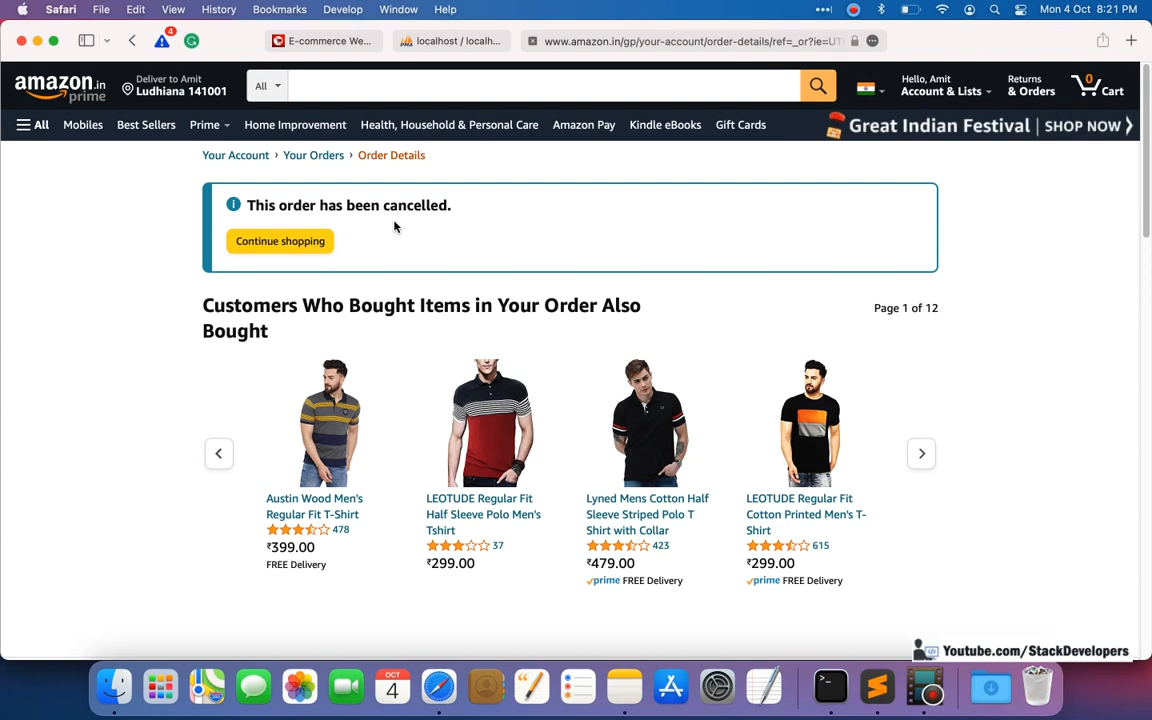 Safari File Edit View History Bookmarks Develop Window Help Mon 4 Oct 8:21 PM
4 E-commerce We... localhost / localh... www.amazon.in/gp/your-account/order-details/ref=_or?ie=UT
amazon.in prime Deliver to Amit Ludhiana 141001 All Hello, Amit Account & Lists Returns & Orders 0 Cart
All Mobiles Best Sellers Prime Home Improvement Health, Household & Personal Care Amazon Pay Kindle eBooks Gift Cards Great Indian Festival | SHOP NOW
Your Account › Your Orders › Order Details
This order has been cancelled.
Continue shopping
Customers Who Bought Items in Your Order Also
Bought
Page 1 of 12
Austin Wood Men's
Regular Fit T-Shirt
478
₹399.00
FREE Delivery
LEOTUDE Regular Fit
Half Sleeve Polo Men's
Tshirt
37
₹299.00
Lyned Mens Cotton Half
Sleeve Striped Polo T
Shirt with Collar
423
₹479.00
prime FREE Delivery
LEOTUDE Regular Fit
Cotton Printed Men's T-
Shirt
615
₹299.00
prime FREE Delivery
Youtube.com/StackDevelopers
OCT
4